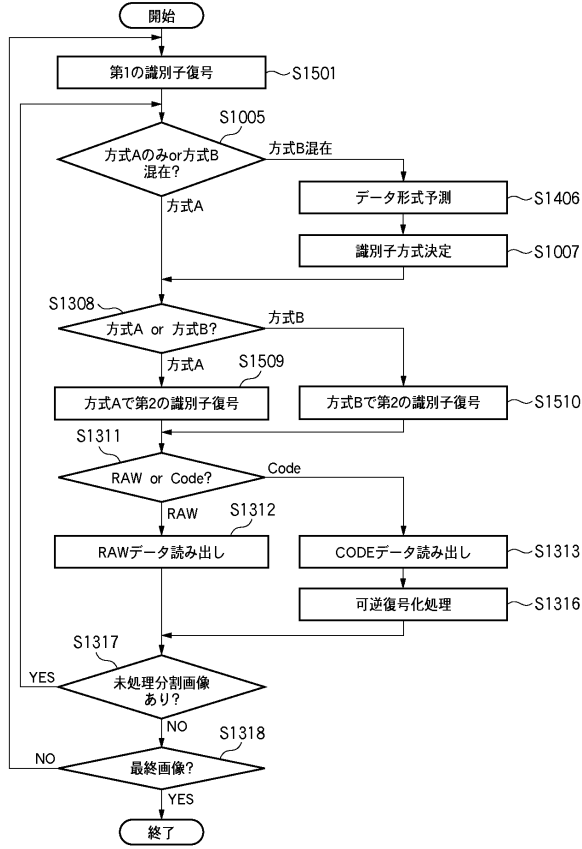 開始
第1の識別子復号
S1501
S1005
方式Aのみor方式B
混在?
方式B混在
方式A
データ形式予測
S1406
識別子方式決定
S1007
S1308
方式A or 方式B?
方式B
方式A
S1509
方式Aで第2の識別子復号
方式Bで第2の識別子復号
S1510
S1311
RAW or Code?
Code
RAW
S1312
RAWデータ読み出し
CODEデータ読み出し
S1313
可逆復号化処理
S1316
S1317
未処理分割画像
あり?
YES
NO
S1318
最終画像?
NO
YES
終了